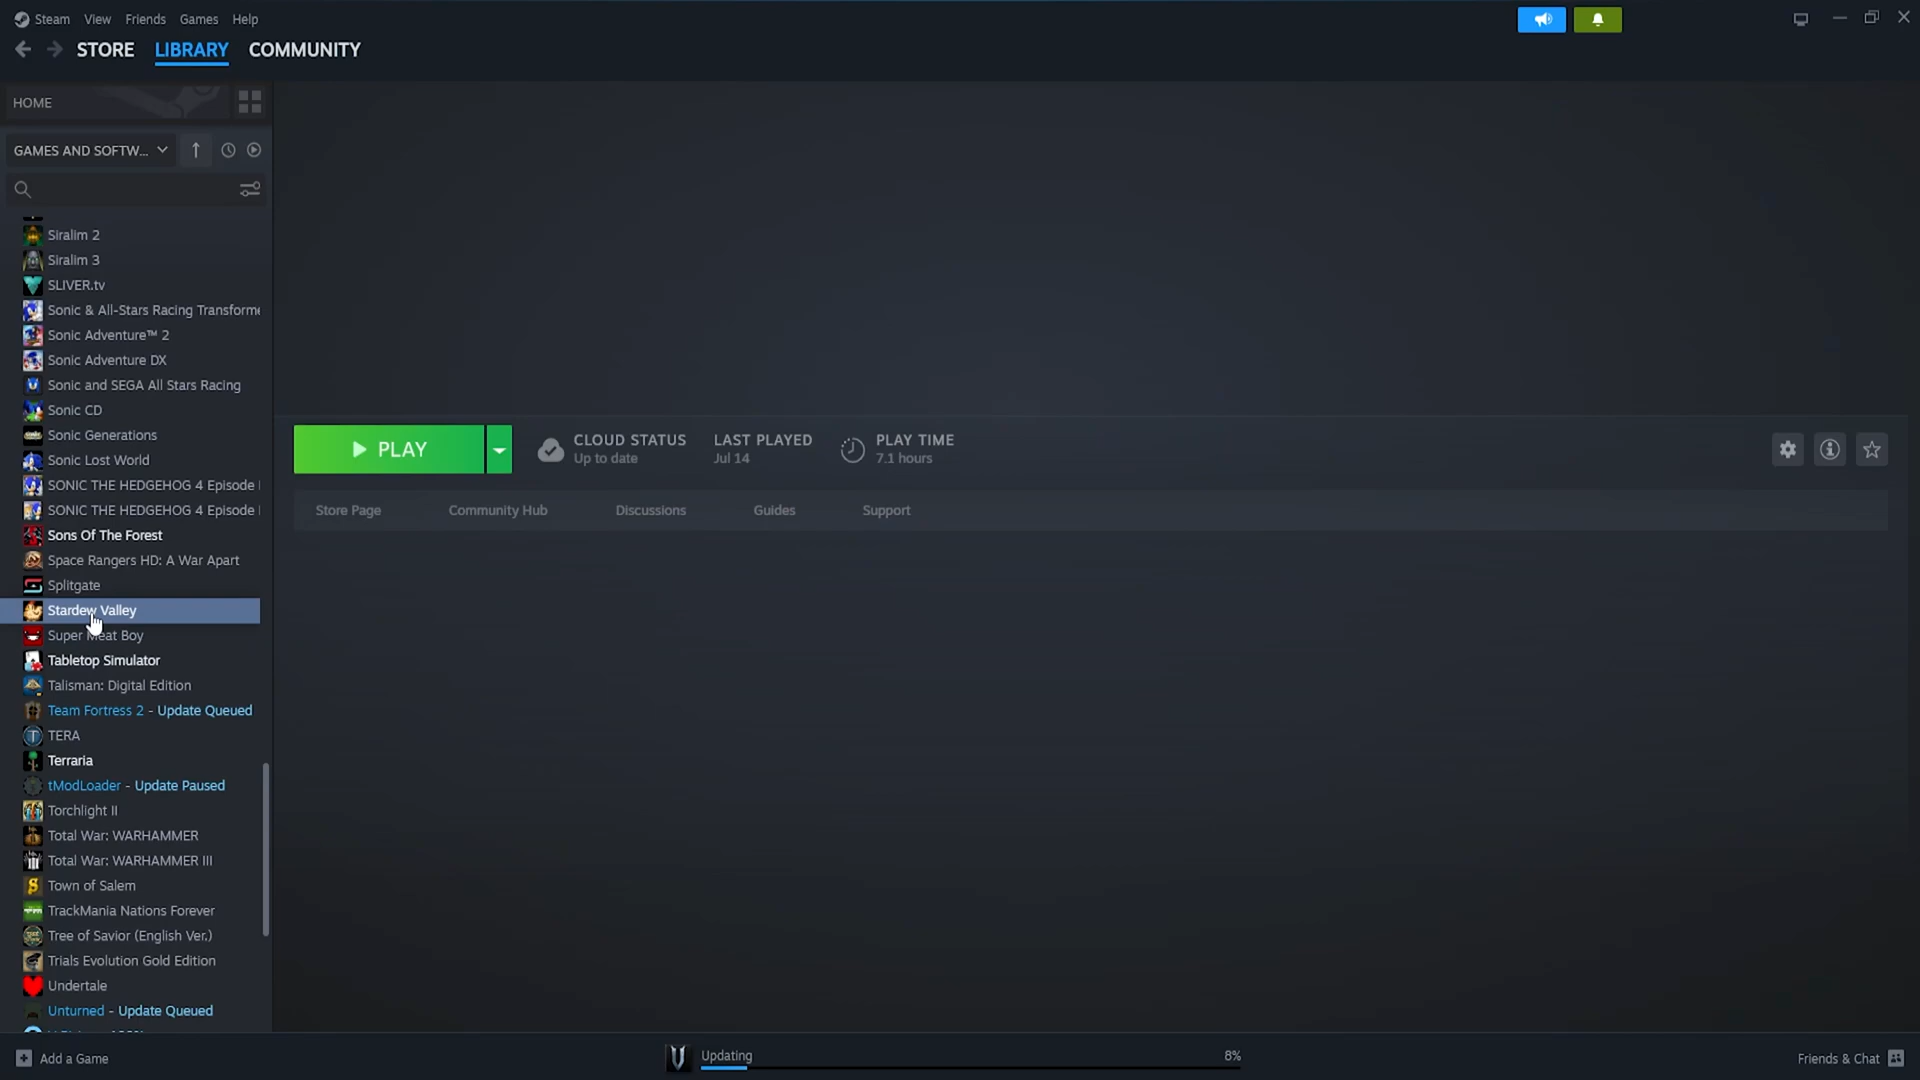 Steam View Friends Games Help
STORE LIBRARY COMMUNITY
HOME
GAMES AND SOFTW...
Siralim 2
Siralim 3
SLIVER.tv
Sonic & All-Stars Racing Transforme
Sonic Adventure™ 2
Sonic Adventure DX
Sonic and SEGA All Stars Racing
Sonic CD
Sonic Generations
Sonic Lost World
SONIC THE HEDGEHOG 4 Episode I
SONIC THE HEDGEHOG 4 Episode I
Sons Of The Forest
Space Rangers HD: A War Apart
Splitgate
Stardew Valley
Super Meat Boy
Tabletop Simulator
Talisman: Digital Edition
Team Fortress 2 - Update Queued
TERA
Terraria
tModLoader - Update Paused
Torchlight II
Total War: WARHAMMER
Total War: WARHAMMER III
Town of Salem
TrackMania Nations Forever
Tree of Savior (English Ver.)
Trials Evolution Gold Edition
Undertale
Unturned - Update Queued
PLAY
CLOUD STATUS
Up to date
LAST PLAYED
Jul 14
PLAY TIME
7.1 hours
Store Page Community Hub Discussions Guides Support
Add a Game
Updating 8%
Friends & Chat